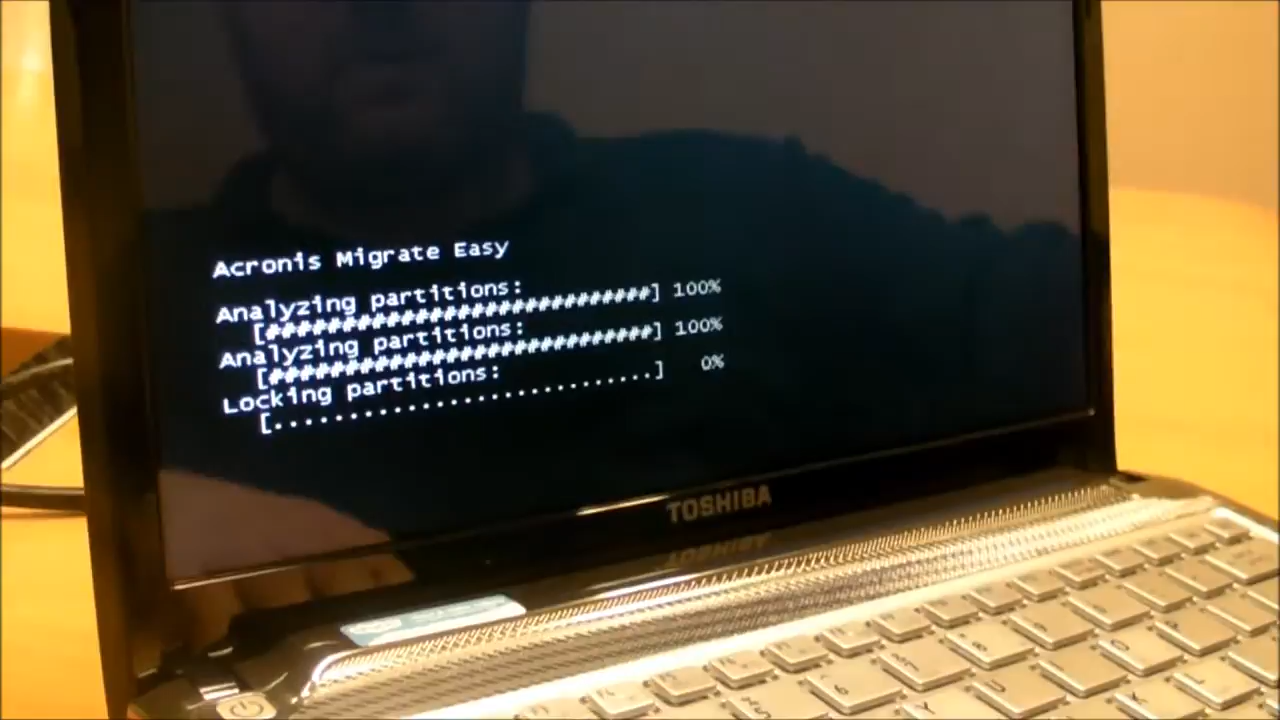 Acronis Migrate Easy
Analyzing partitions:
[############################] 100%
Analyzing partitions:
[############################] 100%
Locking partitions:
[............................] 0%
TOSHIBA